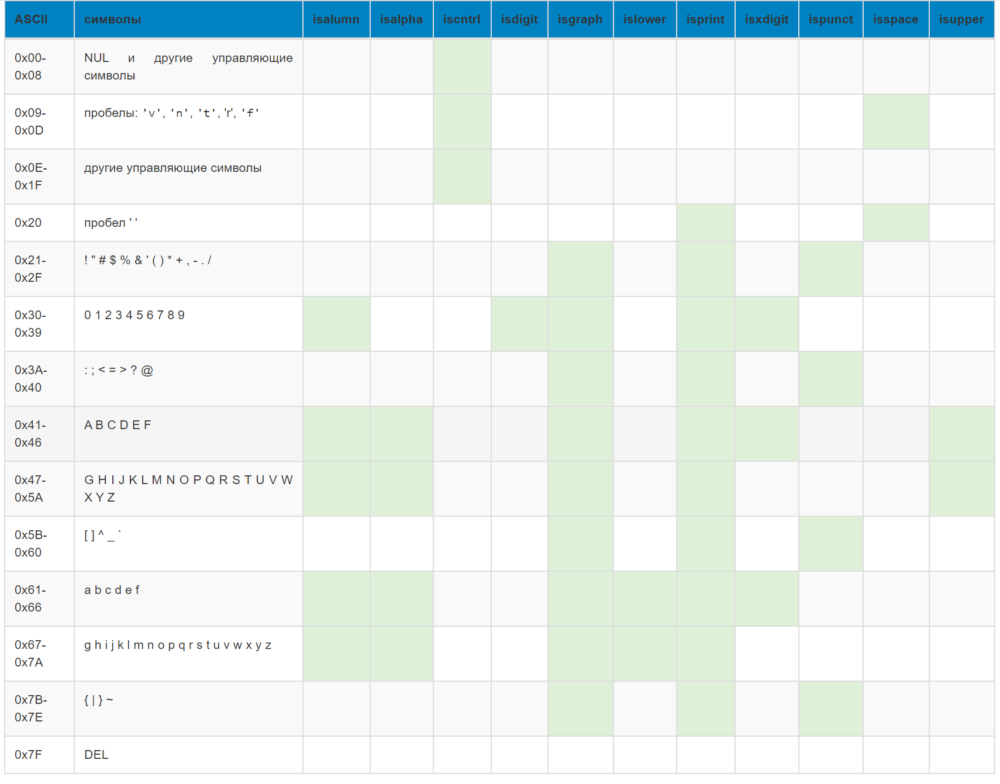 ASCII символы isalumn isalpha iscntrl isdigit isgraph islower isprint isxdigit ispunct isspace isupper
0x00-
0x08
NUL и другие управляющие
символы
0x09-
0x0D
пробелы: 'v', 'n', 't', 'r', 'f'
0x0E-
0x1F
другие управляющие символы
0x20
пробел ' '
0x21-
0x2F
! " # $ % & ' ( ) * + , - . /
0x30-
0x39
0 1 2 3 4 5 6 7 8 9
0x3A-
0x40
: ; < = > ? @
0x41-
0x46
A B C D E F
0x47-
0x5A
G H I J K L M N O P Q R S T U V W
X Y Z
0x5B-
0x60
[ ] ^ _ `
0x61-
0x66
a b c d e f
0x67-
0x7A
g h i j k l m n o p q r s t u v w x y z
0x7B-
0x7E
{ | } ~
0x7F
DEL